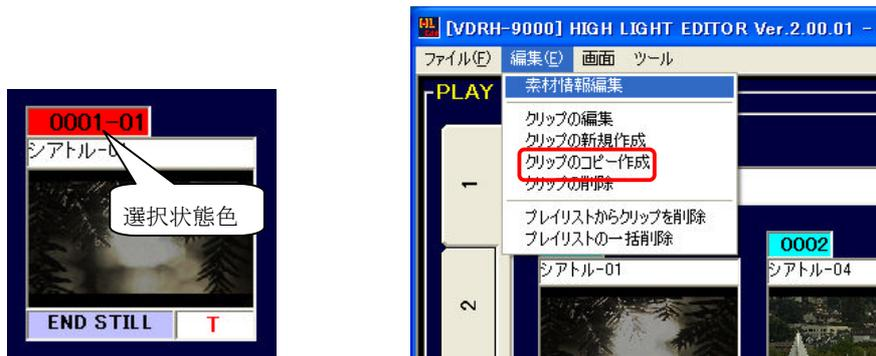 0001-01
シアトル-0
選択状態色
END STILL
T
[VDRH-9000] HIGH LIGHT EDITOR Ver.2.00.01 -
ファイル(F) 編集(E) 画面 ツール
素材情報編集
PLAY
クリップの編集
クリップの新規作成
クリップのコピー作成
クリップの削除
1
プレイリストからクリップを削除
プレイリストの一括削除
0002
シアトル-01
シアトル-04
2